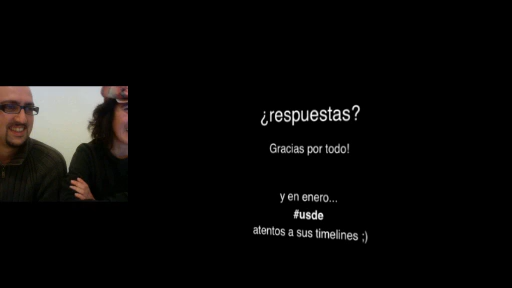 ¿respuestas?
Gracias por todo!
y en enero...
#usde
atentos a sus timelines ;)